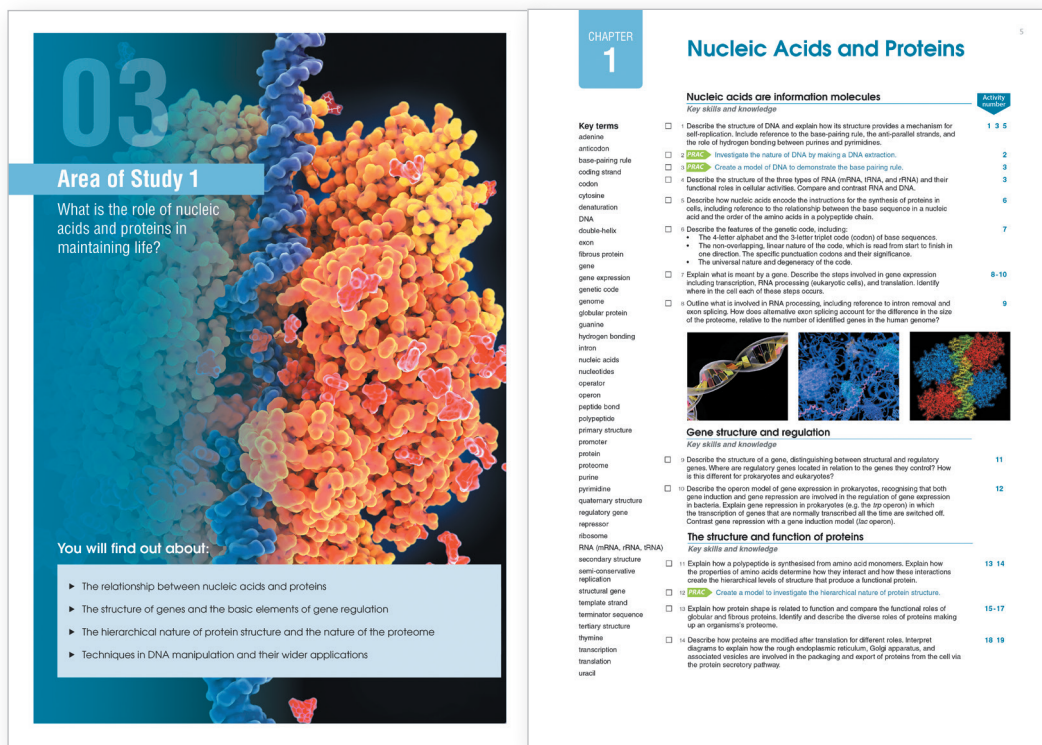 03
Area of Study 1
What is the role of nucleic
acids and proteins in
maintaining life?
You will find out about:
▶ The relationship between nucleic acids and proteins
▶ The structure of genes and the basic elements of gene regulation
▶ The hierarchical nature of protein structure and the nature of the proteome
▶ Techniques in DNA manipulation and their wider applications
5
CHAPTER
1
Nucleic Acids and Proteins
Key terms
adenine
anticodon
base-pairing rule
coding strand
codon
cytosine
denaturation
DNA
double-helix
exon
fibrous protein
gene
gene expression
genetic code
genome
globular protein
guanine
hydrogen bonding
intron
nucleic acids
nucleotides
operator
operon
peptide bond
polypeptide
primary structure
promoter
protein
proteome
purine
pyrimidine
quaternary structure
regulatory gene
repressor
ribosome
RNA (mRNA, rRNA, tRNA)
secondary structure
semi-conservative
replication
structural gene
template strand
terminator sequence
tertiary structure
thymine
transcription
translation
uracil
Nucleic acids are information molecules
Key skills and knowledge
Activity
number
□ 1 Describe the structure of DNA and explain how its structure provides a mechanism for 1 3 5
self-replication. Include reference to the base-pairing rule, the anti-parallel strands, and
the role of hydrogen bonding between purines and pyrimidines.
□ 2 PRAC Investigate the nature of DNA by making a DNA extraction. 2
□ 3 PRAC Create a model of DNA to demonstrate the base pairing rule. 3
□ 4 Describe the structure of the three types of RNA (mRNA, tRNA, and rRNA) and their 3
functional roles in cellular activities. Compare and contrast RNA and DNA.
□ 5 Describe how nucleic acids encode the instructions for the synthesis of proteins in 6
cells, including reference to the relationship between the base sequence in a nucleic
acid and the order of the amino acids in a polypeptide chain.
□ 6 Describe the features of the genetic code, including: 7
• The 4-letter alphabet and the 3-letter triplet code (codon) of base sequences.
• The non-overlapping, linear nature of the code, which is read from start to finish in
one direction. The specific punctuation codons and their significance.
• The universal nature and degeneracy of the code.
□ 7 Explain what is meant by a gene. Describe the steps involved in gene expression 8-10
including transcription, RNA processing (eukaryotic cells), and translation. Identify
where in the cell each of these steps occurs.
□ 8 Outline what is involved in RNA processing, including reference to intron removal and 9
exon splicing. How does alternative exon splicing account for the difference in the size
of the proteome, relative to the number of identified genes in the human genome?
Gene structure and regulation
Key skills and knowledge
□ 9 Describe the structure of a gene, distinguishing between structural and regulatory 11
genes. Where are regulatory genes located in relation to the genes they control? How
is this different for prokaryotes and eukaryotes?
□ 10 Describe the operon model of gene expression in prokaryotes, recognising that both 12
gene induction and gene repression are involved in the regulation of gene expression
in bacteria. Explain gene repression in prokaryotes (e.g. the trp operon) in which
the transcription of genes that are normally transcribed all the time are switched off.
Contrast gene repression with a gene induction model (lac operon).
The structure and function of proteins
Key skills and knowledge
□ 11 Explain how a polypeptide is synthesised from amino acid monomers. Explain how 13 14
the properties of amino acids determine how they interact and how these interactions
create the hierarchical levels of structure that produce a functional protein.
□ 12 PRAC Create a model to investigate the hierarchical nature of protein structure.
□ 13 Explain how protein shape is related to function and compare the functional roles of 15-17
globular and fibrous proteins. Identify and describe the diverse roles of proteins making
up an organisms's proteome.
□ 14 Describe how proteins are modified after translation for different roles. Interpret 18 19
diagrams to explain how the rough endoplasmic reticulum, Golgi apparatus, and
associated vesicles are involved in the packaging and export of proteins from the cell via
the protein secretory pathway.